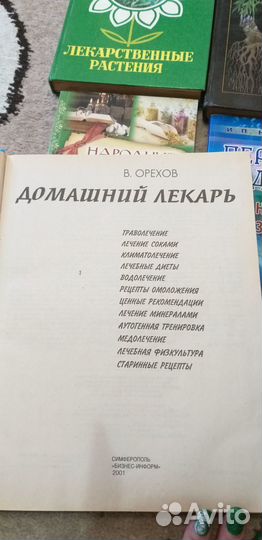 ЛЕКАРСТВЕННЫЕ
РАСТЕНИЯ
В. ОРЕХОВ
ДОМАШНИЙ ЛЕКАРЬ
ТРАВОЛЕЧЕНИЕ
ЛЕЧЕНИЕ СОКАМИ
КЛИМАТОЛЕЧЕНИЕ
ЛЕЧЕБНЫЕ ДИЕТЫ
ВОДОЛЕЧЕНИЕ
РЕЦЕПТЫ ОМОЛОЖЕНИЯ
ЦЕННЫЕ РЕКОМЕНДАЦИИ
ЛЕЧЕНИЕ МИНЕРАЛАМИ
АУТОГЕННАЯ ТРЕНИРОВКА
МЕДОЛЕЧЕНИЕ
ЛЕЧЕБНАЯ ФИЗКУЛЬТУРА
СТАРИННЫЕ РЕЦЕПТЫ
СИМФЕРОПОЛЬ
«БИЗНЕС-ИНФОРМ»
2001
Avito